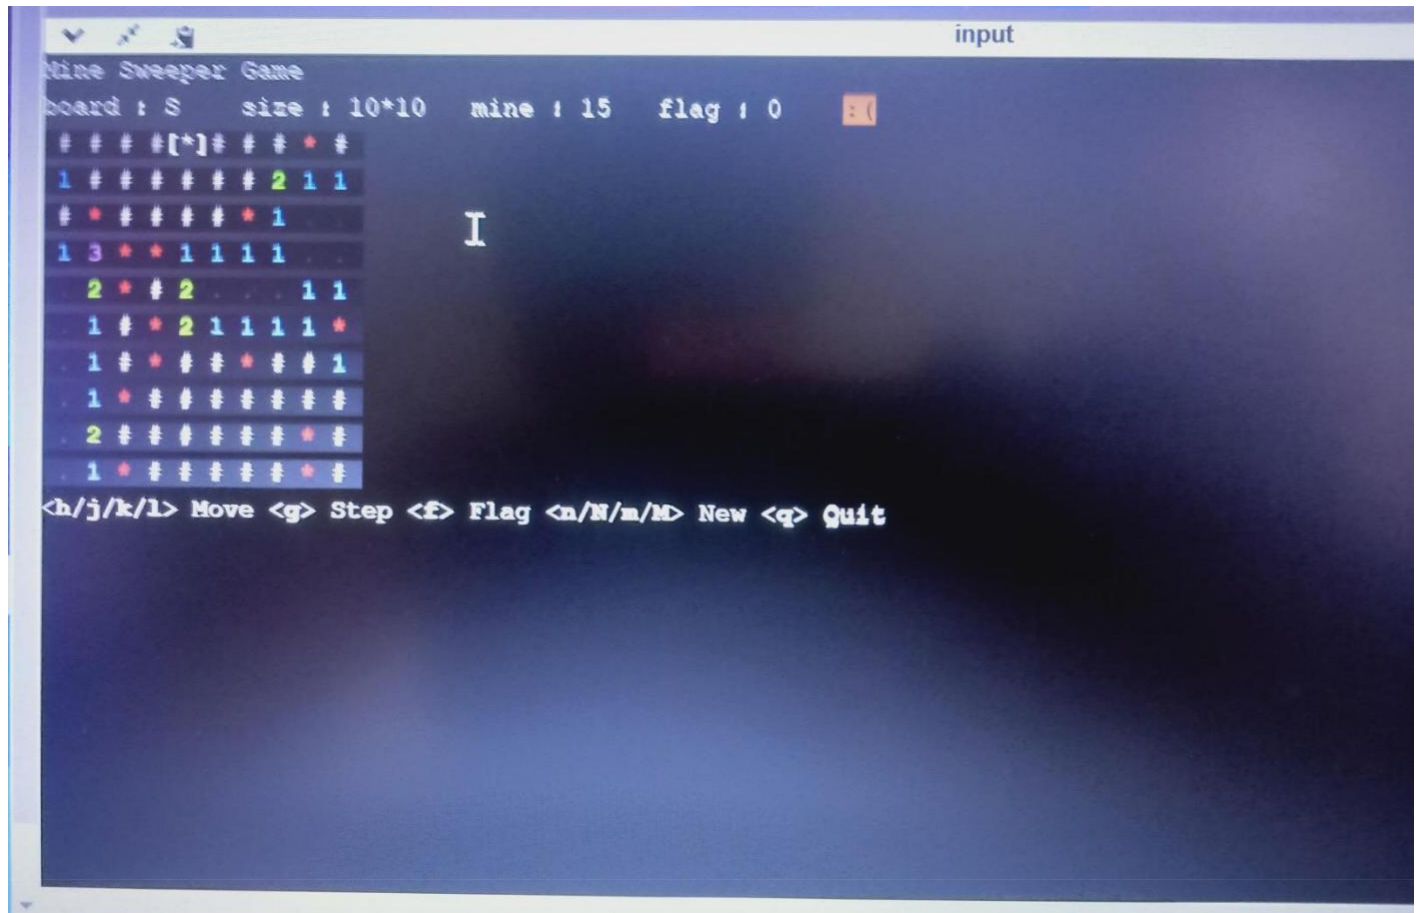 input
Mine Sweeper Game
board : S size : 10*10 mine : 15 flag : 0 :(
# # # #[*]# # # * #
1 # # # # # # 2 1 1
# * # # # # * 1 . .
1 3 * * 1 1 1 1 . .
. 2 * # 2 . . . 1 1
. 1 # * 2 1 1 1 1 *
. 1 # * # # * # # 1
. 1 * # # # # # # #
. 2 # # # # # # * #
. 1 * # # # # # * #
<h/j/k/l> Move <g> Step <f> Flag <n/N/m/M> New <q> Quit